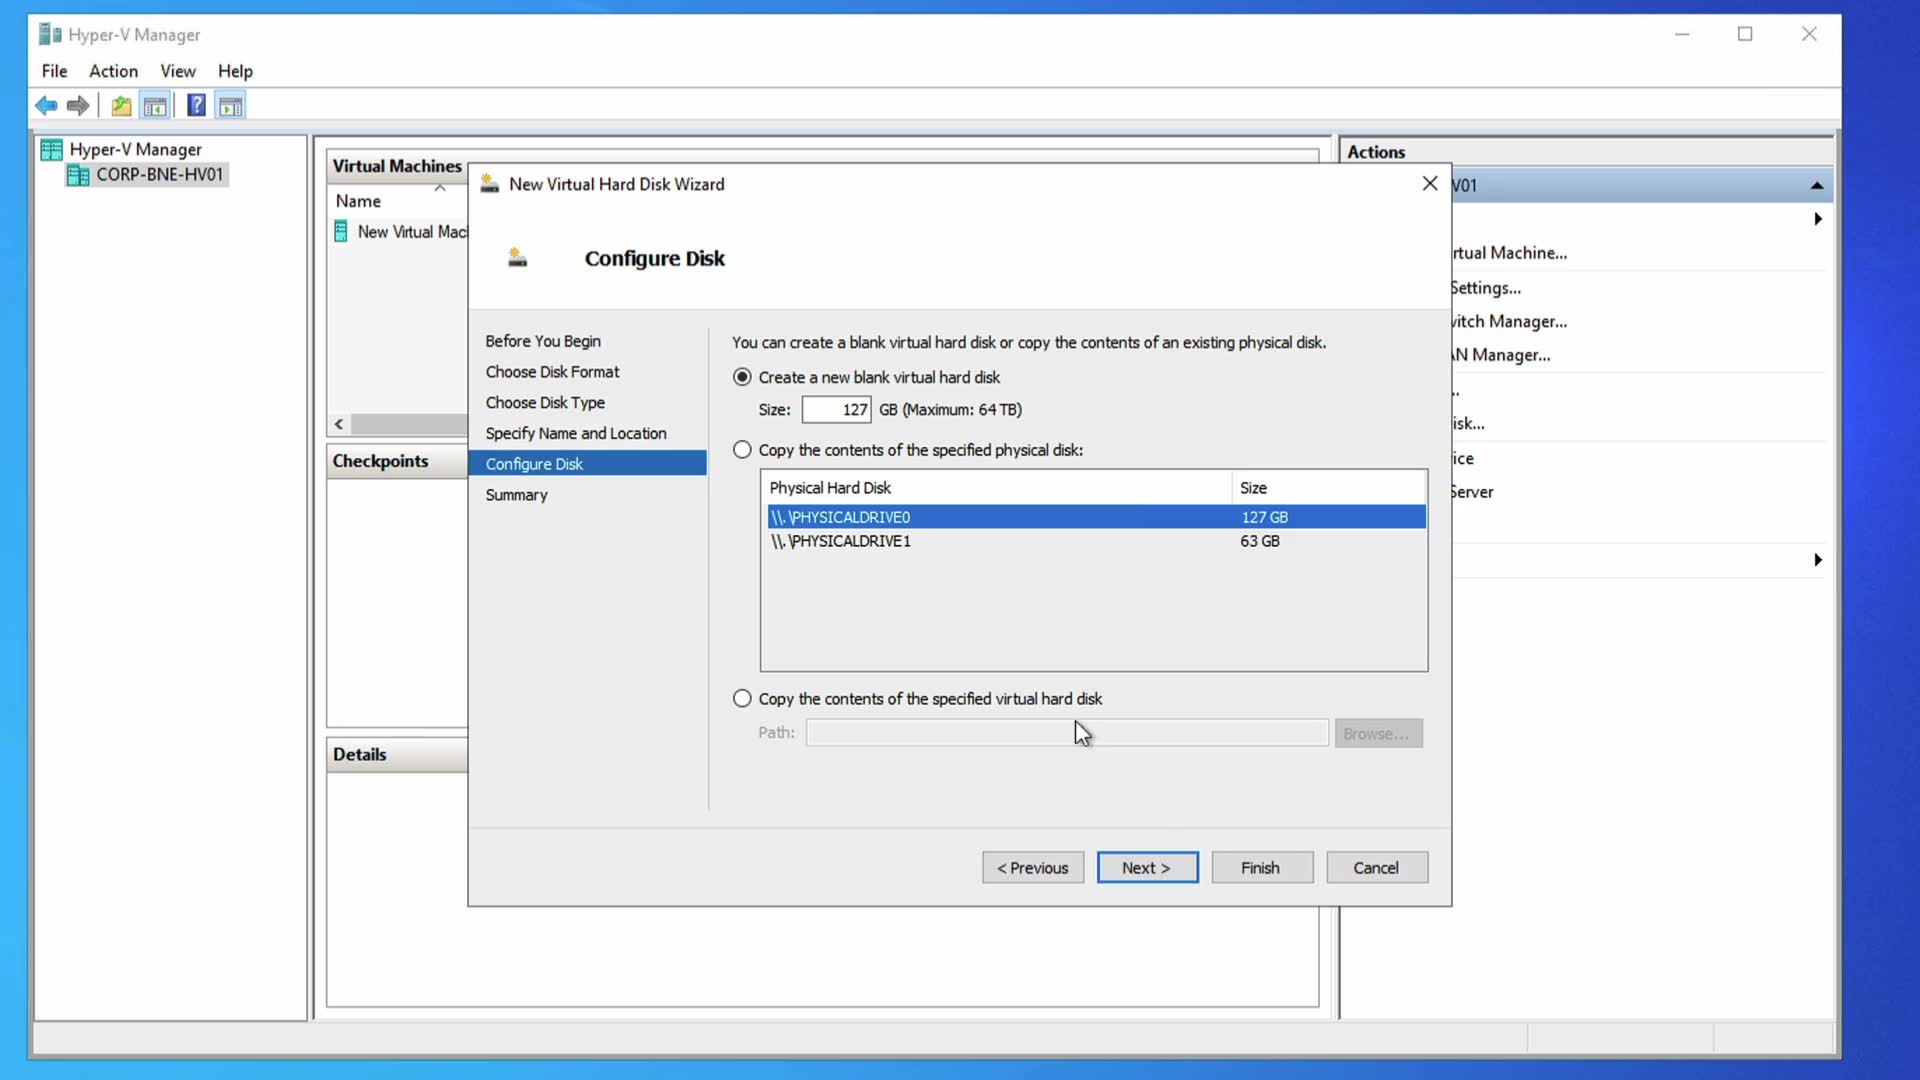 Hyper-V Manager
File Action View Help
Hyper-V Manager
CORP-BNE-HV01
Virtual Machines
Name
New Virtual Mac
Checkpoints
Details
New Virtual Hard Disk Wizard
Configure Disk
Before You Begin
Choose Disk Format
Choose Disk Type
Specify Name and Location
Configure Disk
Summary
You can create a blank virtual hard disk or copy the contents of an existing physical disk.
Create a new blank virtual hard disk
Size: 127 GB (Maximum: 64 TB)
Copy the contents of the specified physical disk:
Physical Hard Disk Size
\\.\PHYSICALDRIVE0 127 GB
\\.\PHYSICALDRIVE1 63 GB
Copy the contents of the specified virtual hard disk
Path: Browse...
< Previous Next > Finish Cancel
Actions
V01
rtual Machine...
Settings...
witch Manager...
AN Manager...
..
isk...
ice
Server